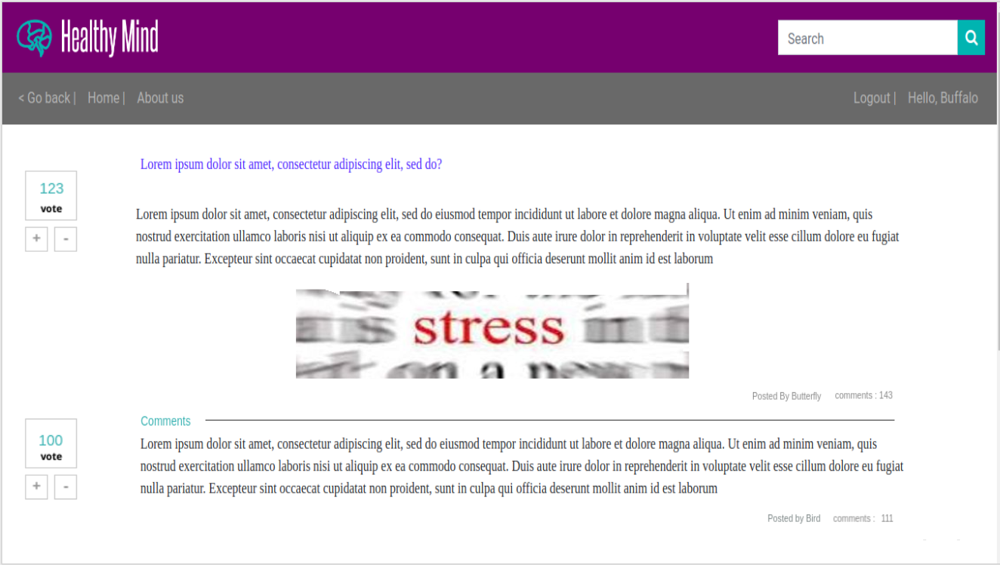 Healthy Mind
Search
< Go back | Home | About us
Logout | Hello, Buffalo
Lorem ipsum dolor sit amet, consectetur adipiscing elit, sed do?
123
vote
+ -
Lorem ipsum dolor sit amet, consectetur adipiscing elit, sed do eiusmod tempor incididunt ut labore et dolore magna aliqua. Ut enim ad minim veniam, quis
nostrud exercitation ullamco laboris nisi ut aliquip ex ea commodo consequat. Duis aute irure dolor in reprehenderit in voluptate velit esse cillum dolore eu fugiat
nulla pariatur. Excepteur sint occaecat cupidatat non proident, sunt in culpa qui officia deserunt mollit anim id est laborum
stress
on a
Posted By Butterfly comments : 143
Comments
100
vote
+ -
Lorem ipsum dolor sit amet, consectetur adipiscing elit, sed do eiusmod tempor incididunt ut labore et dolore magna aliqua. Ut enim ad minim veniam, quis
nostrud exercitation ullamco laboris nisi ut aliquip ex ea commodo consequat. Duis aute irure dolor in reprehenderit in voluptate velit esse cillum dolore eu fugiat
nulla pariatur. Excepteur sint occaecat cupidatat non proident, sunt in culpa qui officia deserunt mollit anim id est laborum
Posted by Bird comments : 111